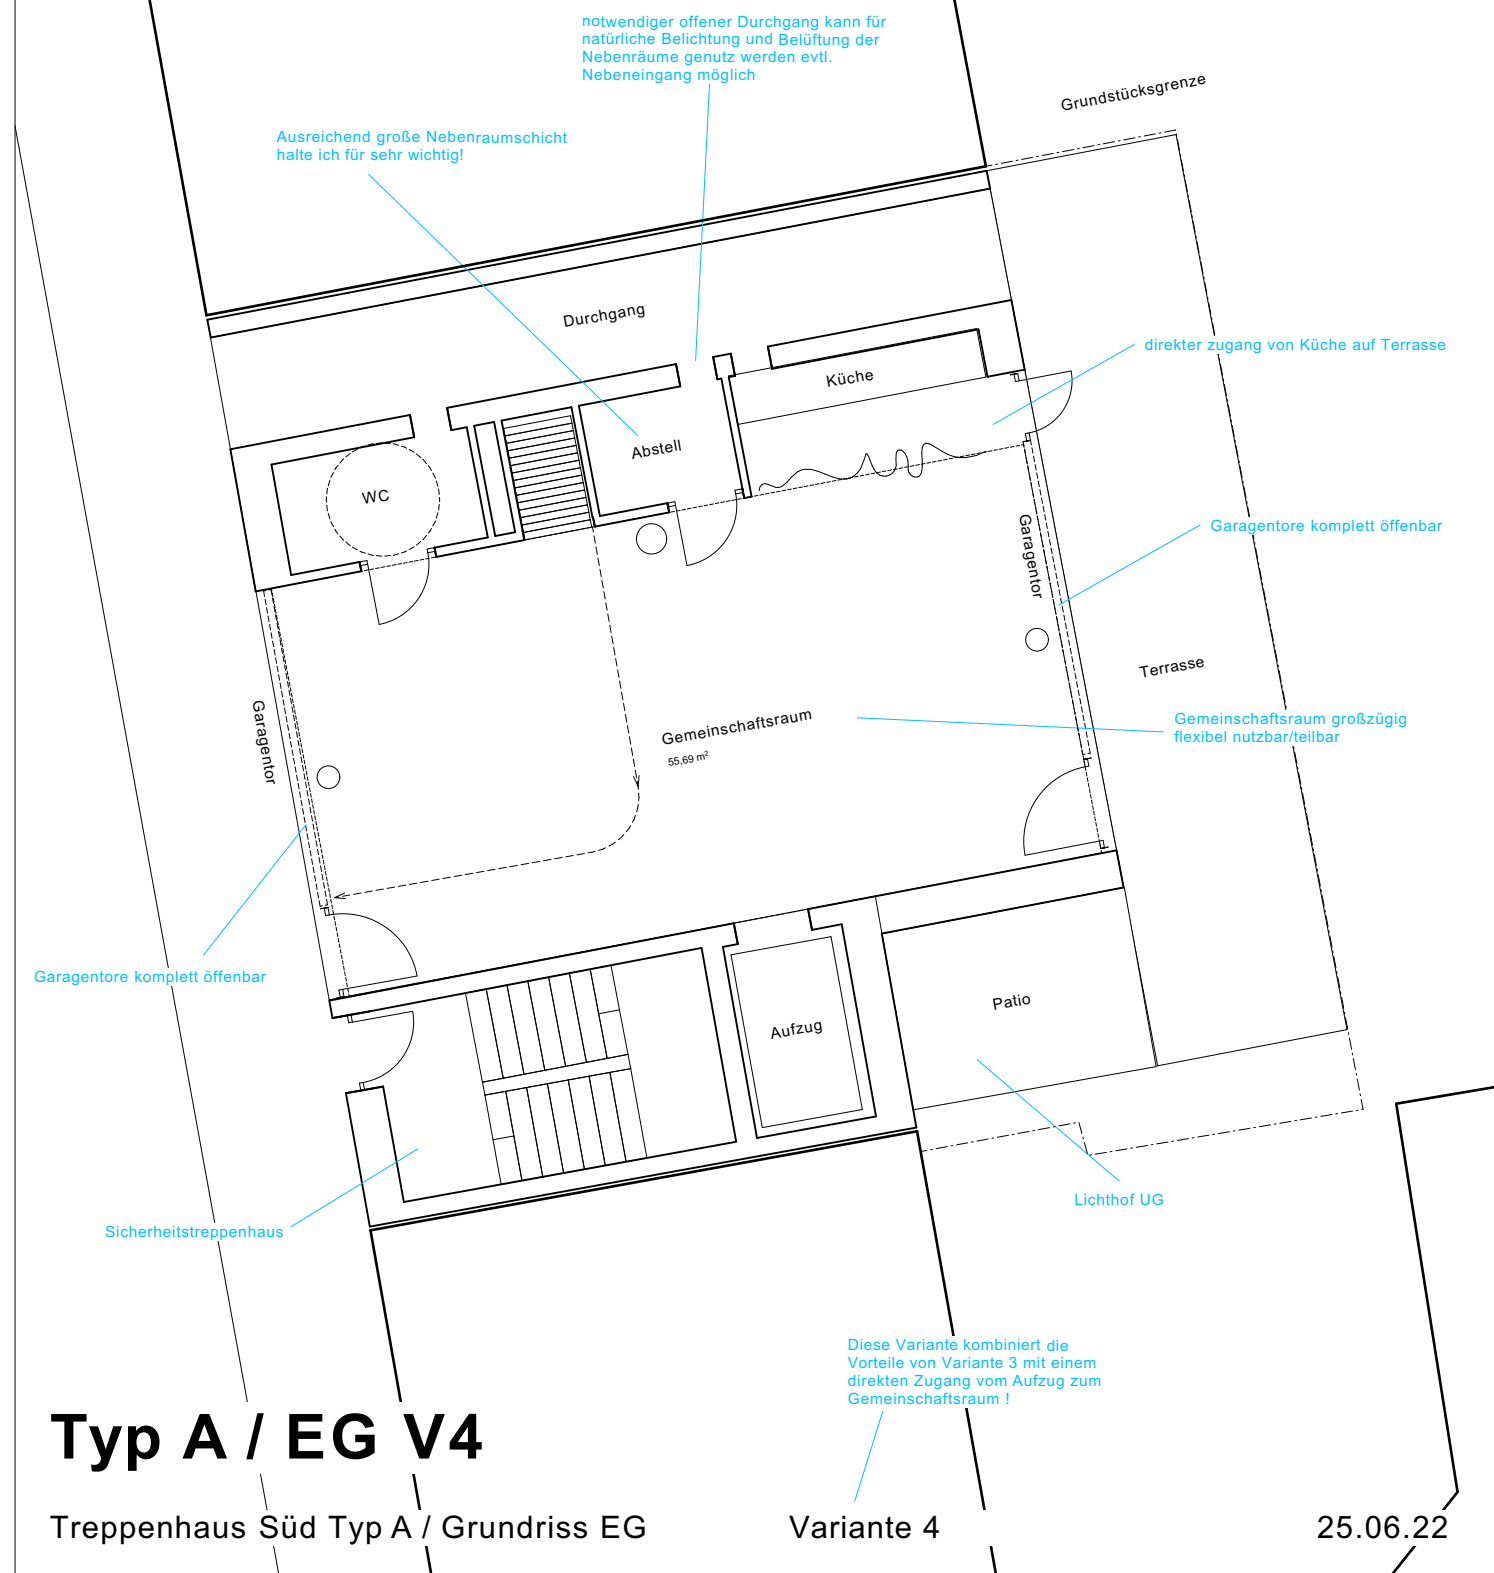 notwendiger offener Durchgang kann für
natürliche Belichtung und Belüftung der
Nebenräume genutz werden evtl.
Nebeneingang möglich
Grundstücksgrenze
Ausreichend große Nebenraumschicht
halte ich für sehr wichtig!
Durchgang
direkter zugang von Küche auf Terrasse
Küche
Abstell
WC
Garagentor
Garagentore komplett öffenbar
Terrasse
Garagentor
Gemeinschaftsraum
55,69 m²
Gemeinschaftsraum großzügig
flexibel nutzbar/teilbar
Garagentore komplett öffenbar
Patio
Aufzug
Lichthof UG
Sicherheitstreppenhaus
Diese Variante kombiniert die
Vorteile von Variante 3 mit einem
direkten Zugang vom Aufzug zum
Gemeinschaftsraum !
Typ A / EG V4
Treppenhaus Süd Typ A / Grundriss EG
Variante 4
25.06.22